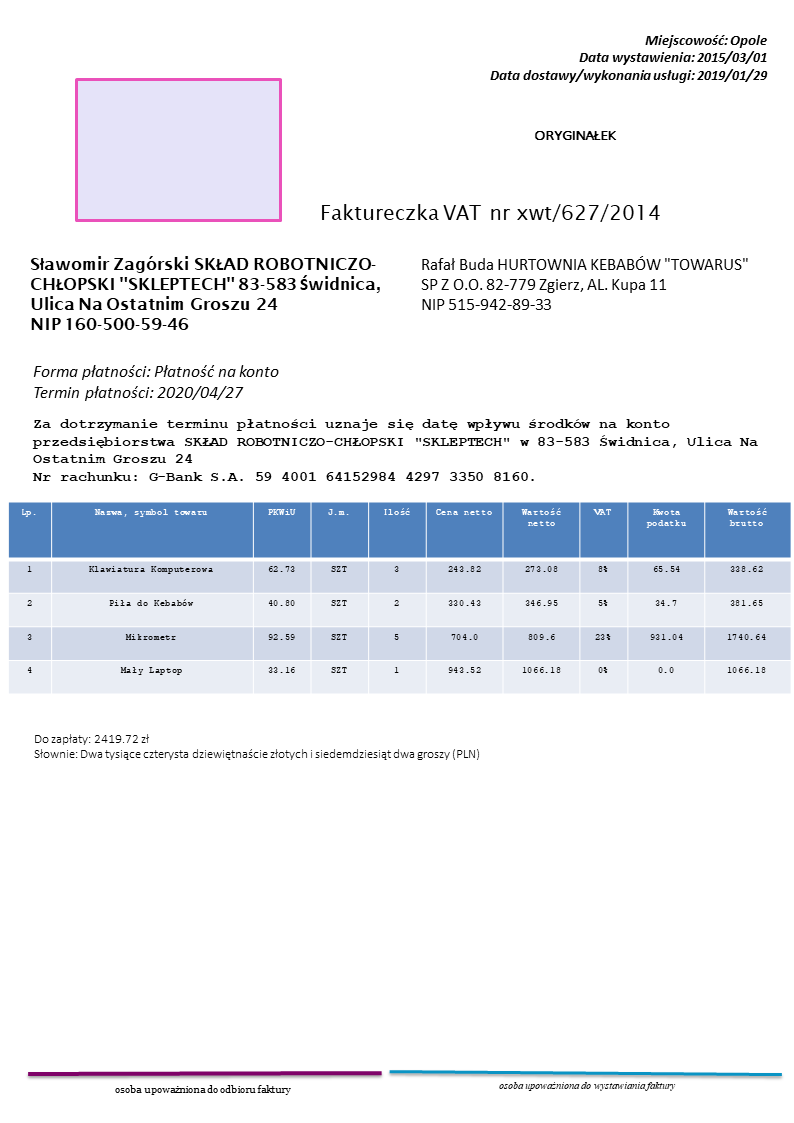 Miejscowość: Opole
Data wystawienia: 2015/03/01
Data dostawy/wykonania usługi: 2019/01/29
ORYGINAŁEK
Faktureczka VAT nr xwt/627/2014
Sławomir Zagórski SKŁAD ROBOTNICZO-
CHŁOPSKI "SKLEPTECH" 83-583 Świdnica,
Ulica Na Ostatnim Groszu 24
NIP 160-500-59-46
Rafał Buda HURTOWNIA KEBABÓW "TOWARUS"
SP Z O.O. 82-779 Zgierz, AL. Kupa 11
NIP 515-942-89-33
Forma płatności: Płatność na konto
Termin płatności: 2020/04/27
Za dotrzymanie terminu płatności uznaje się datę wpływu środków na konto
przedsiębiorstwa SKŁAD ROBOTNICZO-CHŁOPSKI "SKLEPTECH" w 83-583 Świdnica, Ulica Na
Ostatnim Groszu 24
Nr rachunku: G-Bank S.A. 59 4001 64152984 4297 3350 8160.
Lp. Nazwa, symbol towaru PKWiU J.m. Ilość Cena netto Wartość netto VAT Kwota podatku Wartość brutto
1 Klawiatura Komputerowa 62.73 SZT 3 243.82 273.08 8% 65.54 338.62
2 Piła do Kebabów 40.80 SZT 2 330.43 346.95 5% 34.7 381.65
3 Mikrometr 92.59 SZT 5 704.0 809.6 23% 931.04 1740.64
4 Mały Laptop 33.16 SZT 1 943.52 1066.18 0% 0.0 1066.18
Do zapłaty: 2419.72 zł
Słownie: Dwa tysiące czterysta dziewiętnaście złotych i siedemdziesiąt dwa groszy (PLN)
osoba upoważniona do odbioru faktury
osoba upoważniona do wystawiania faktury